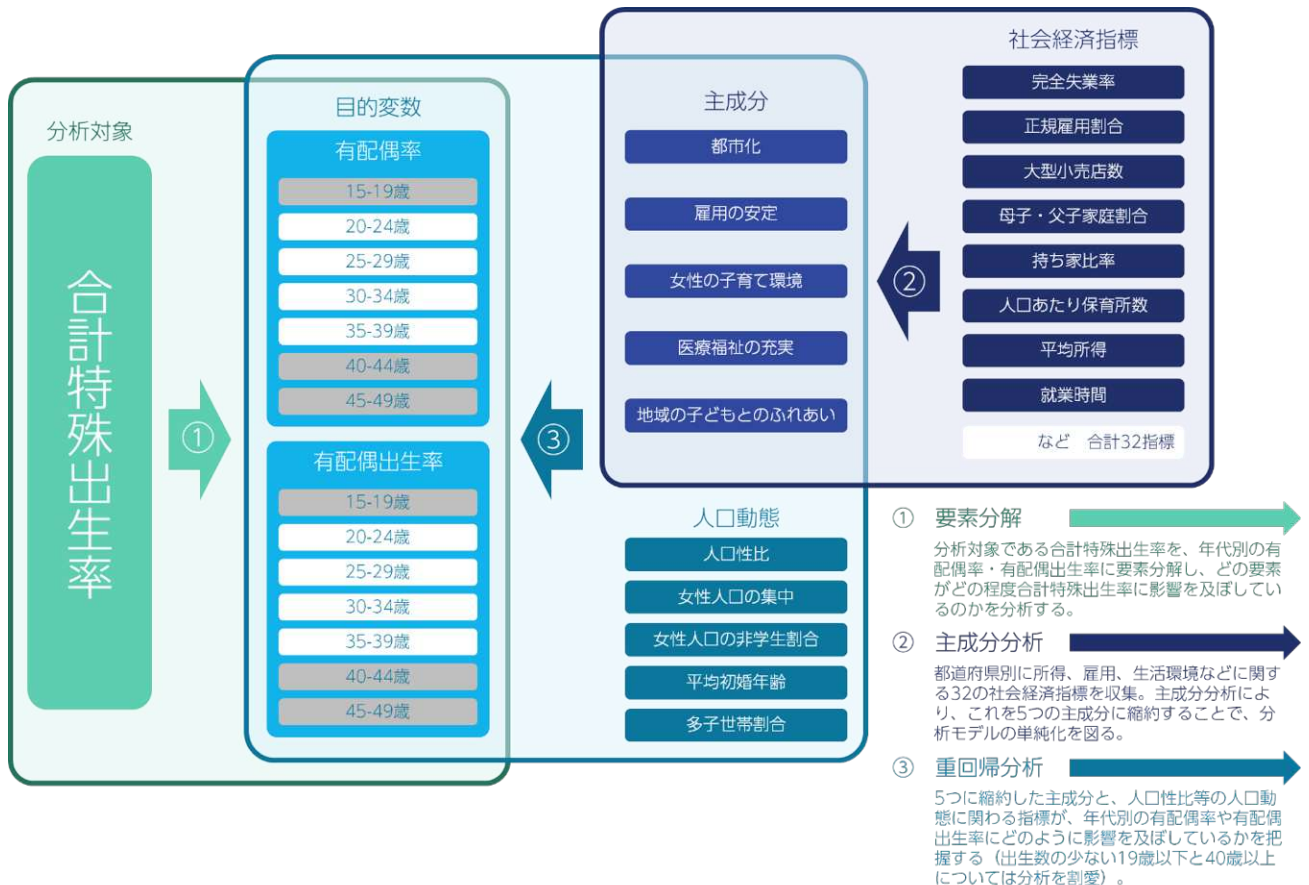 分析対象
合計特殊出生率
①
目的変数
有配偶率
15-19歳
20-24歳
25-29歳
30-34歳
35-39歳
40-44歳
45-49歳
有配偶出生率
15-19歳
20-24歳
25-29歳
30-34歳
35-39歳
40-44歳
45-49歳
③
主成分
都市化
雇用の安定
女性の子育て環境
医療福祉の充実
地域の子どもとのふれあい
人口動態
人口性比
女性人口の集中
女性人口の非学生割合
平均初婚年齢
多子世帯割合
②
社会経済指標
完全失業率
正規雇用割合
大型小売店数
母子・父子家庭割合
持ち家比率
人口あたり保育所数
平均所得
就業時間
など 合計32指標
① 要素分解
分析対象である合計特殊出生率を、年代別の有
配偶率・有配偶出生率に要素分解し、どの要素
がどの程度合計特殊出生率に影響を及ぼしてい
るのかを分析する。
② 主成分分析
都道府県別に所得、雇用、生活環境などに関す
る32の社会経済指標を収集。主成分分析によ
り、これを5つの主成分に縮約することで、分
析モデルの単純化を図る。
③ 重回帰分析
5つに縮約した主成分と、人口性比等の人口動
態に関わる指標が、年代別の有配偶率や有配偶
出生率にどのように影響を及ぼしているかを把
握する（出生数の少ない19歳以下と40歳以上
については分析を割愛）。